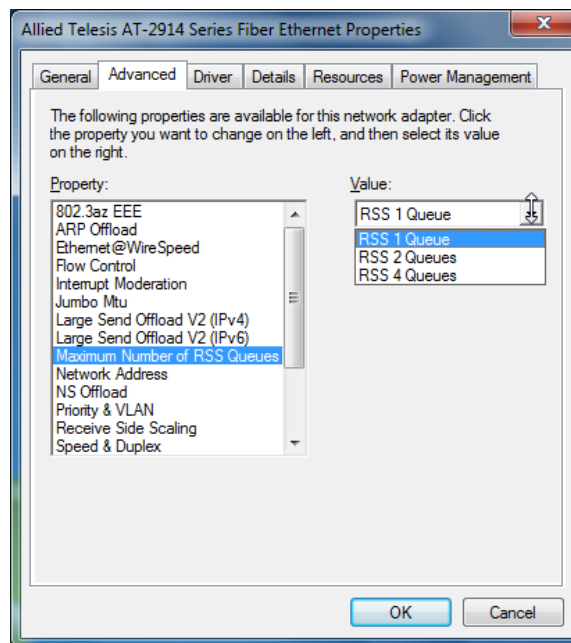 Allied Telesis AT-2914 Series Fiber Ethernet Properties
General Advanced Driver Details Resources Power Management
The following properties are available for this network adapter. Click
the property you want to change on the left, and then select its value
on the right.
Property:
802.3az EEE
ARP Offload
Ethernet@WireSpeed
Flow Control
Interrupt Moderation
Jumbo Mtu
Large Send Offload V2 (IPv4)
Large Send Offload V2 (IPv6)
Maximum Number of RSS Queues
Network Address
NS Offload
Priority & VLAN
Receive Side Scaling
Speed & Duplex
Value:
RSS 1 Queue
RSS 1 Queue
RSS 2 Queues
RSS 4 Queues
OK Cancel